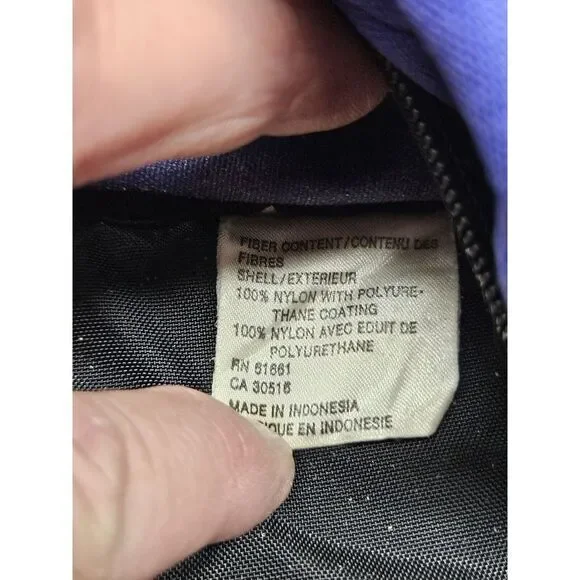 FIBER CONTENT/CONTENU DES
FIBRES
SHELL/EXTERIEUR
100% NYLON WITH POLYURE-
THANE COATING
100% NYLON AVEC EDUIT DE
POLYURETHANE
RN 61661
CA 30516
MADE IN INDONESIA
IQUE EN INDONESIE